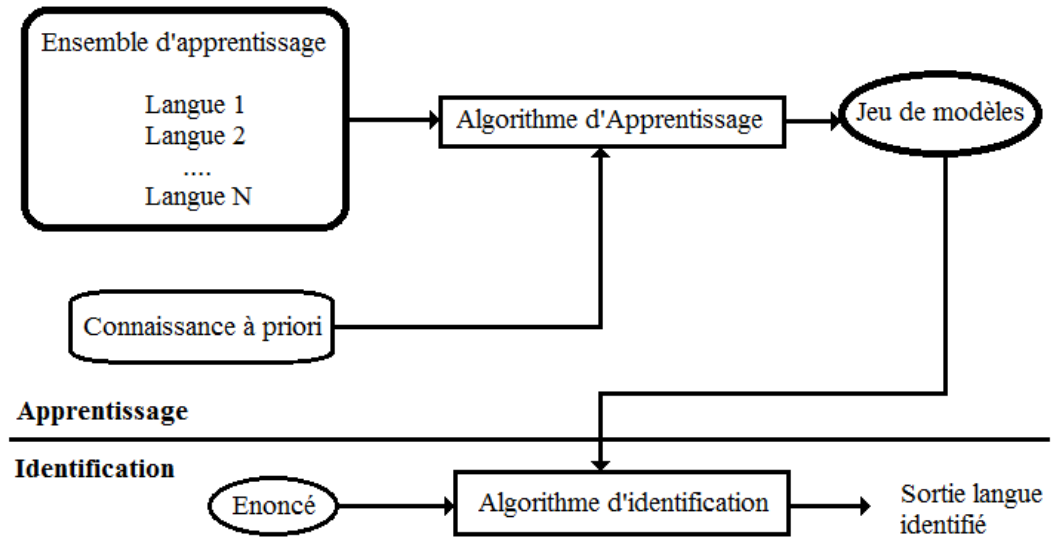 Ensemble d'apprentissage
Langue 1
Langue 2
....
Langue N
Algorithme d'Apprentissage
Jeu de modèles
Connaissance à priori
Apprentissage
Identification
Enoncé
Algorithme d'identification
Sortie langue
identifié